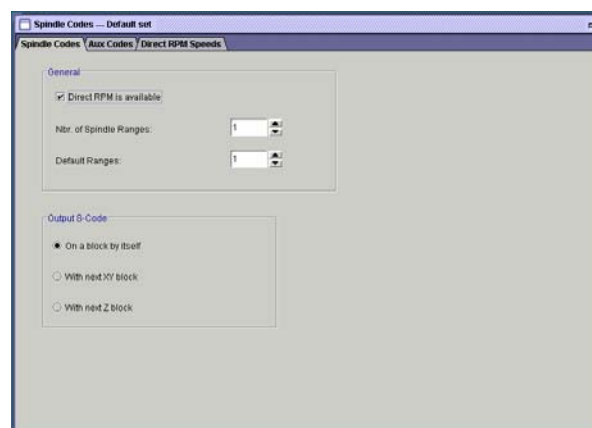 Spindle Codes — Default set
Spindle Codes Aux Codes Direct RPM Speeds
General
Direct RPM is available
Nbr. of Spindle Ranges: 1
Default Ranges: 1
Output S-Code
On a block by itself
With next XY block
With next Z block